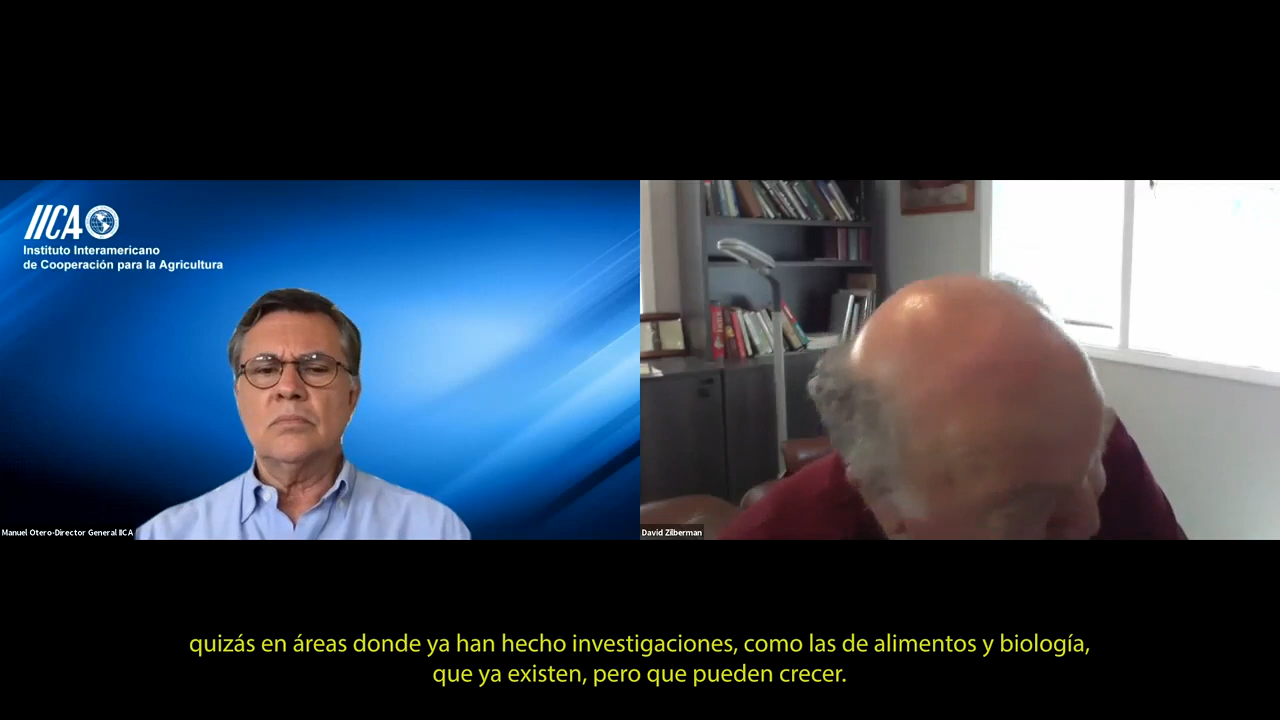 IICA
Instituto Interamericano
de Cooperación para la Agricultura
Manuel Otero-Director General IICA
David Zilberman
quizás en áreas donde ya han hecho investigaciones, como las de alimentos y biología,
que ya existen, pero que pueden crecer.